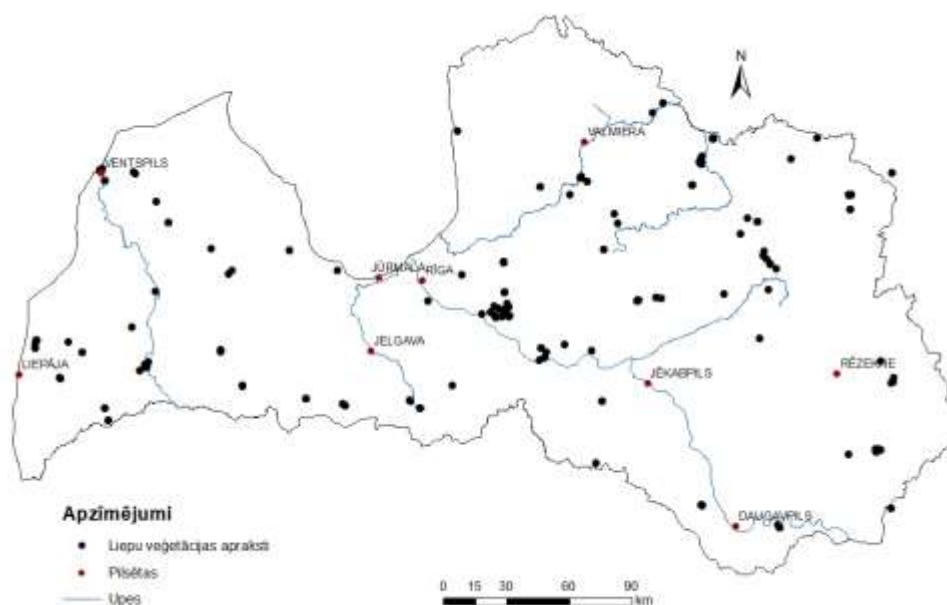 N
VALMIERA
VENTSPILS
JŪRMALA
RĪGA
JELGAVA
LIEPĀJA
JĒKABPILS
RĒZEKNE
DAUGAVPILS
Apzīmējumi
Liepu veģetācijas apraksti
Pilsētas
Upes
0 15 30 60 90
km